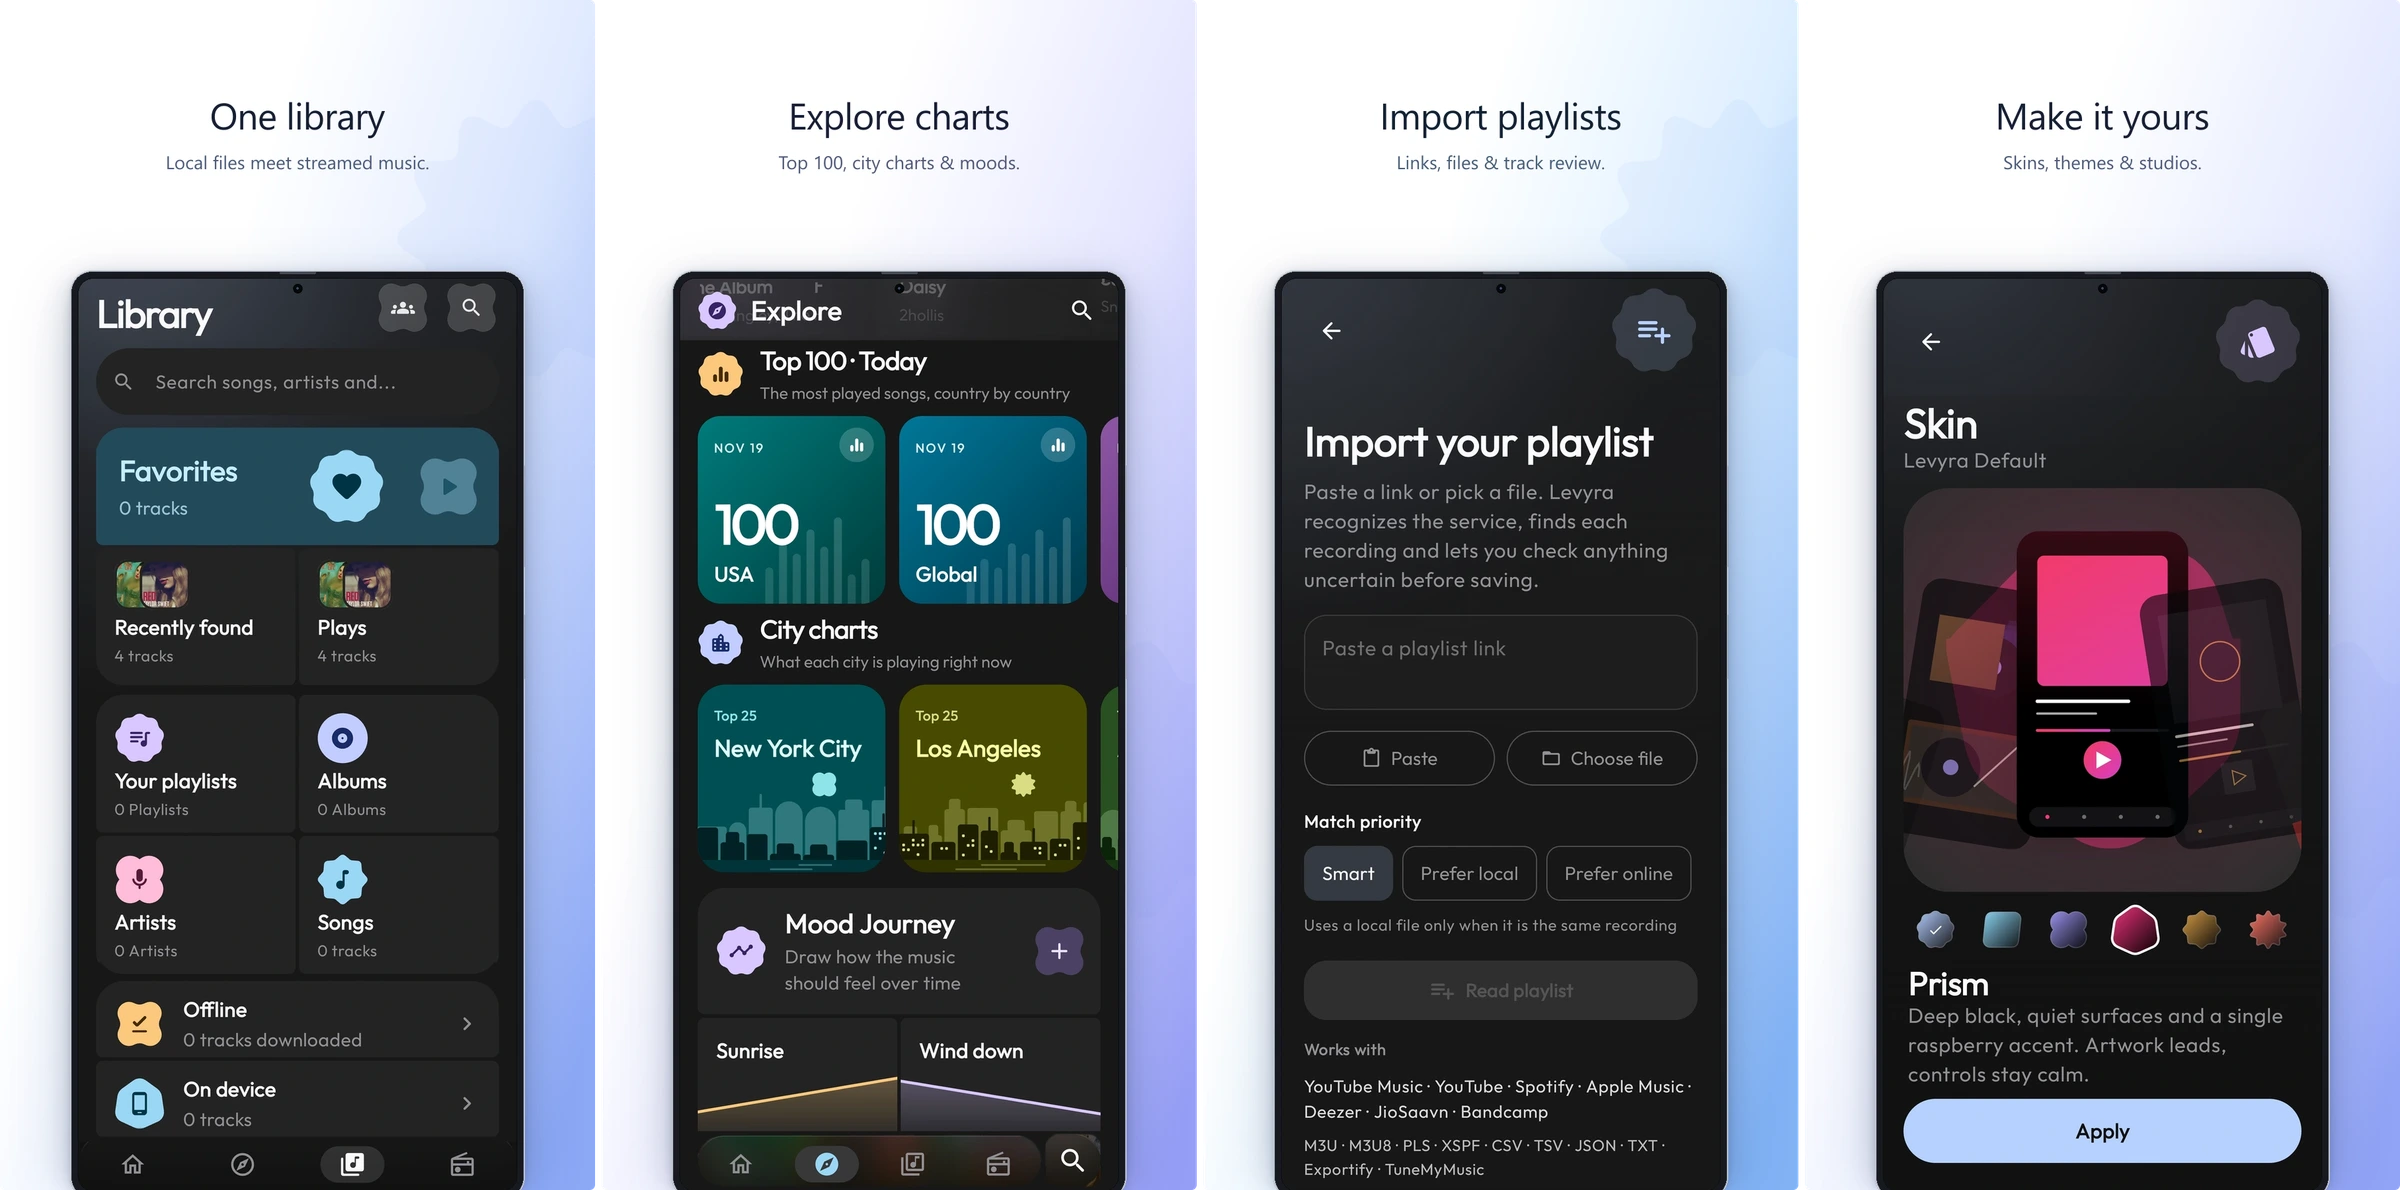 One library
Local files meet streamed music.
Library
Search songs, artists and...
Favorites
0 tracks
Recently found
4 tracks
Plays
4 tracks
Your playlists
0 Playlists
Albums
0 Albums
Artists
0 Artists
Songs
0 tracks
Offline
0 tracks downloaded
On device
0 tracks
Explore charts
Top 100, city charts & moods.
Daisy
2hollis
Explore
Top 100 · Today
The most played songs, country by country
NOV 19
100
USA
NOV 19
100
Global
City charts
What each city is playing right now
Top 25
New York City
Top 25
Los Angeles
Mood Journey
Draw how the music
should feel over time
Sunrise
Wind down
Import playlists
Links, files & track review.
Import your playlist
Paste a link or pick a file. Levyra
recognizes the service, finds each
recording and lets you check anything
uncertain before saving.
Paste a playlist link
Paste
Choose file
Match priority
Smart
Prefer local
Prefer online
Uses a local file only when it is the same recording
Read playlist
Works with
YouTube Music · YouTube · Spotify · Apple Music ·
Deezer · JioSaavn · Bandcamp
M3U · M3U8 · PLS · XSPF · CSV · TSV · JSON · TXT ·
Exportify · TuneMyMusic
Make it yours
Skins, themes & studios.
Skin
Levyra Default
Prism
Deep black, quiet surfaces and a single
raspberry accent. Artwork leads,
controls stay calm.
Apply